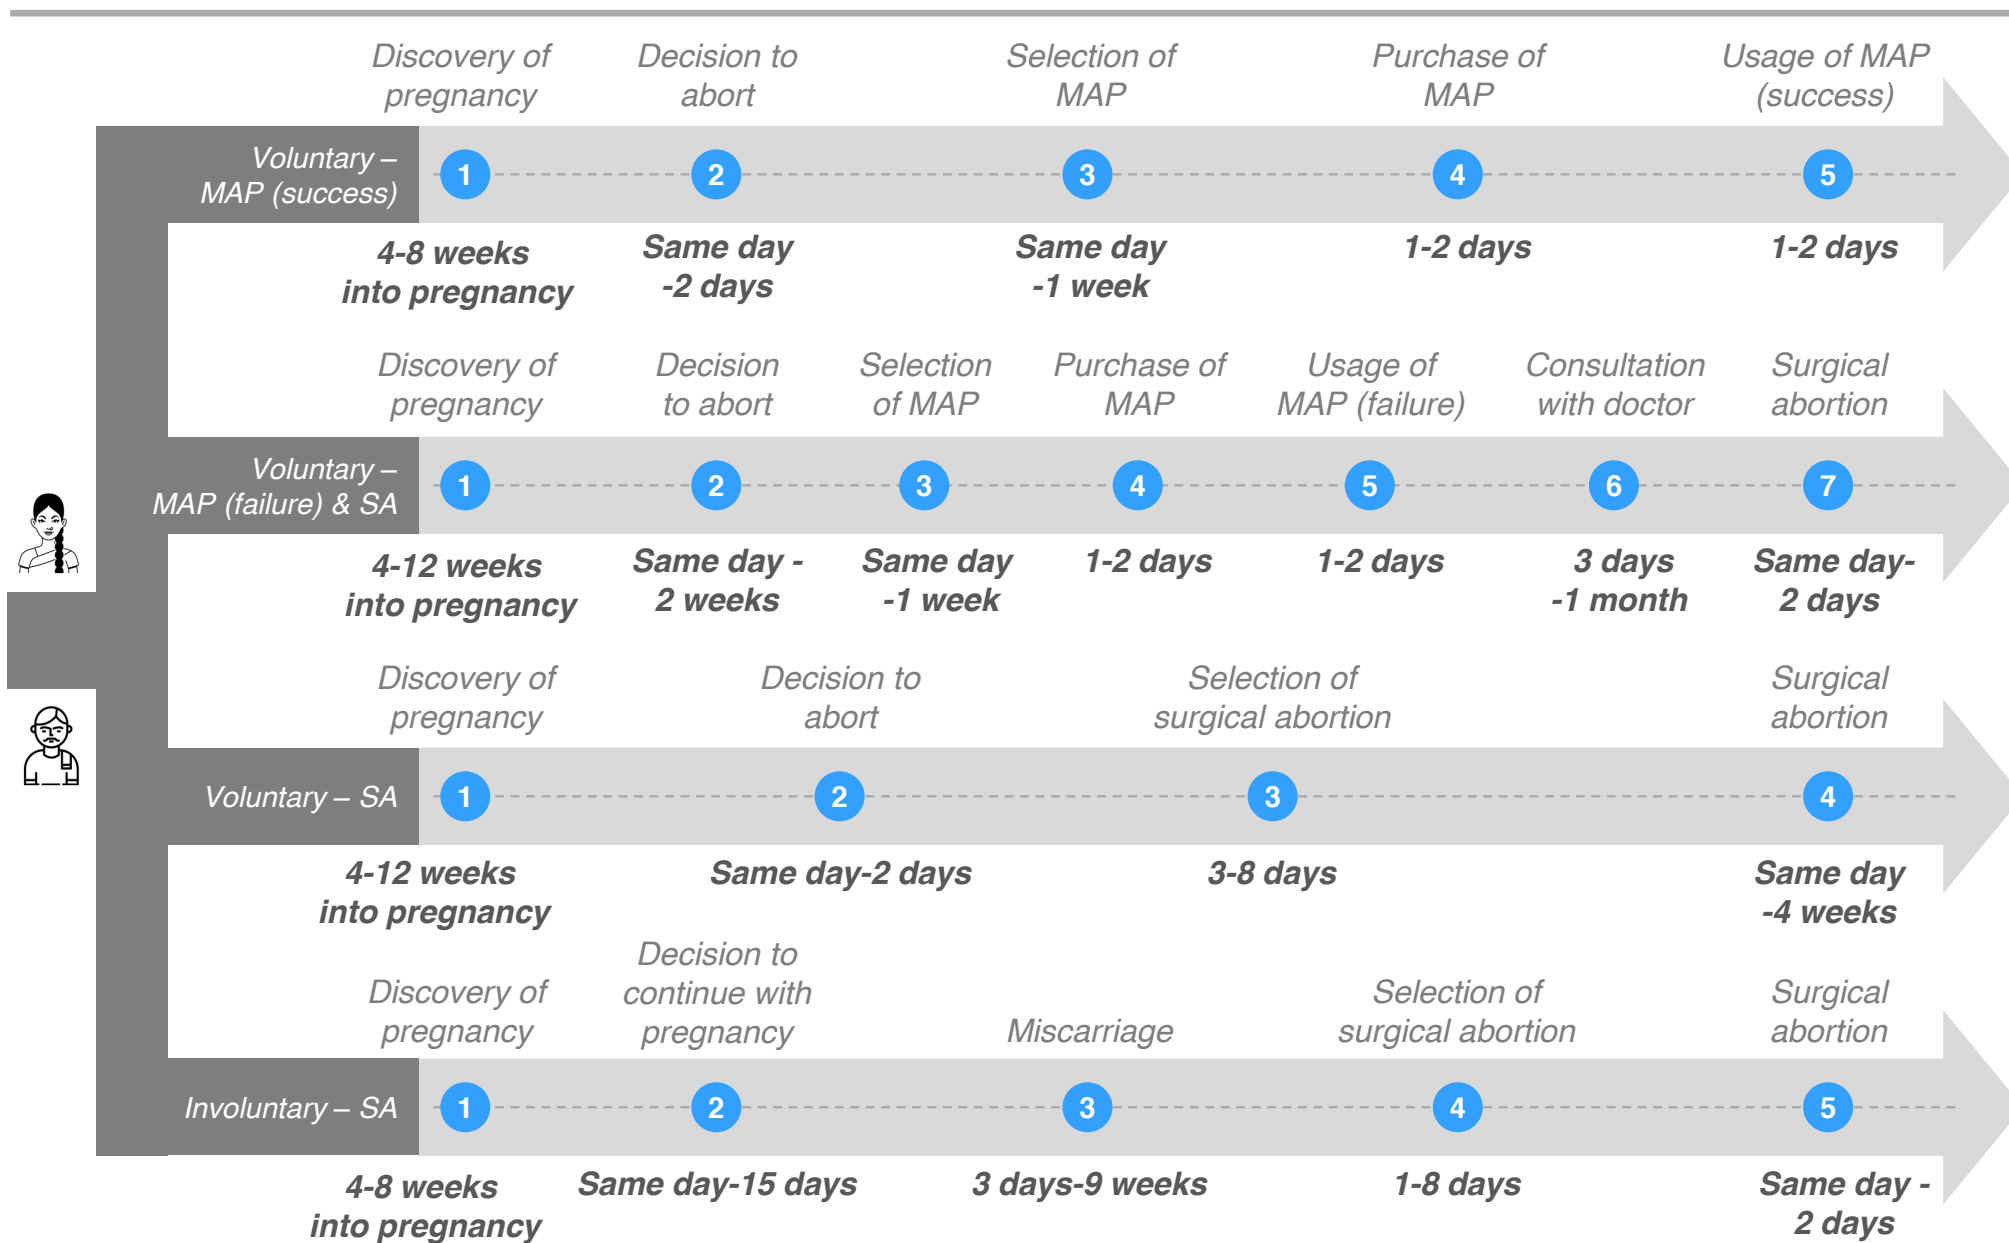 Discovery of
pregnancy
Decision to
abort
Selection of
MAP
Purchase of
MAP
Usage of MAP
(success)
Voluntary –
MAP (success)
1
2
3
4
5
4-8 weeks
into pregnancy
Same day
-2 days
Same day
-1 week
1-2 days
1-2 days
Discovery of
pregnancy
Decision
to abort
Selection
of MAP
Purchase of
MAP
Usage of
MAP (failure)
Consultation
with doctor
Surgical
abortion
Voluntary –
MAP (failure) & SA
1
2
3
4
5
6
7
4-12 weeks
into pregnancy
Same day -
2 weeks
Same day
-1 week
1-2 days
1-2 days
3 days
-1 month
Same day-
2 days
Discovery of
pregnancy
Decision to
abort
Selection of
surgical abortion
Surgical
abortion
Voluntary – SA
1
2
3
4
4-12 weeks
into pregnancy
Same day-2 days
3-8 days
Same day
-4 weeks
Discovery of
pregnancy
Decision to
continue with
pregnancy
Miscarriage
Selection of
surgical abortion
Surgical
abortion
Involuntary – SA
1
2
3
4
5
4-8 weeks
into pregnancy
Same day-15 days
3 days-9 weeks
1-8 days
Same day -
2 days